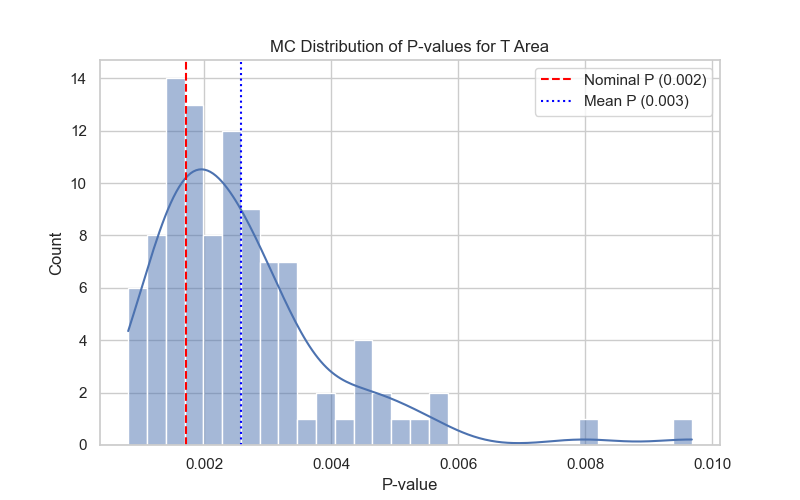 MC Distribution of P-values for T Area
Nominal P (0.002)
Mean P (0.003)
14
12
10
8
6
4
2
0
Count
0.002 0.004 0.006 0.008 0.010
P-value